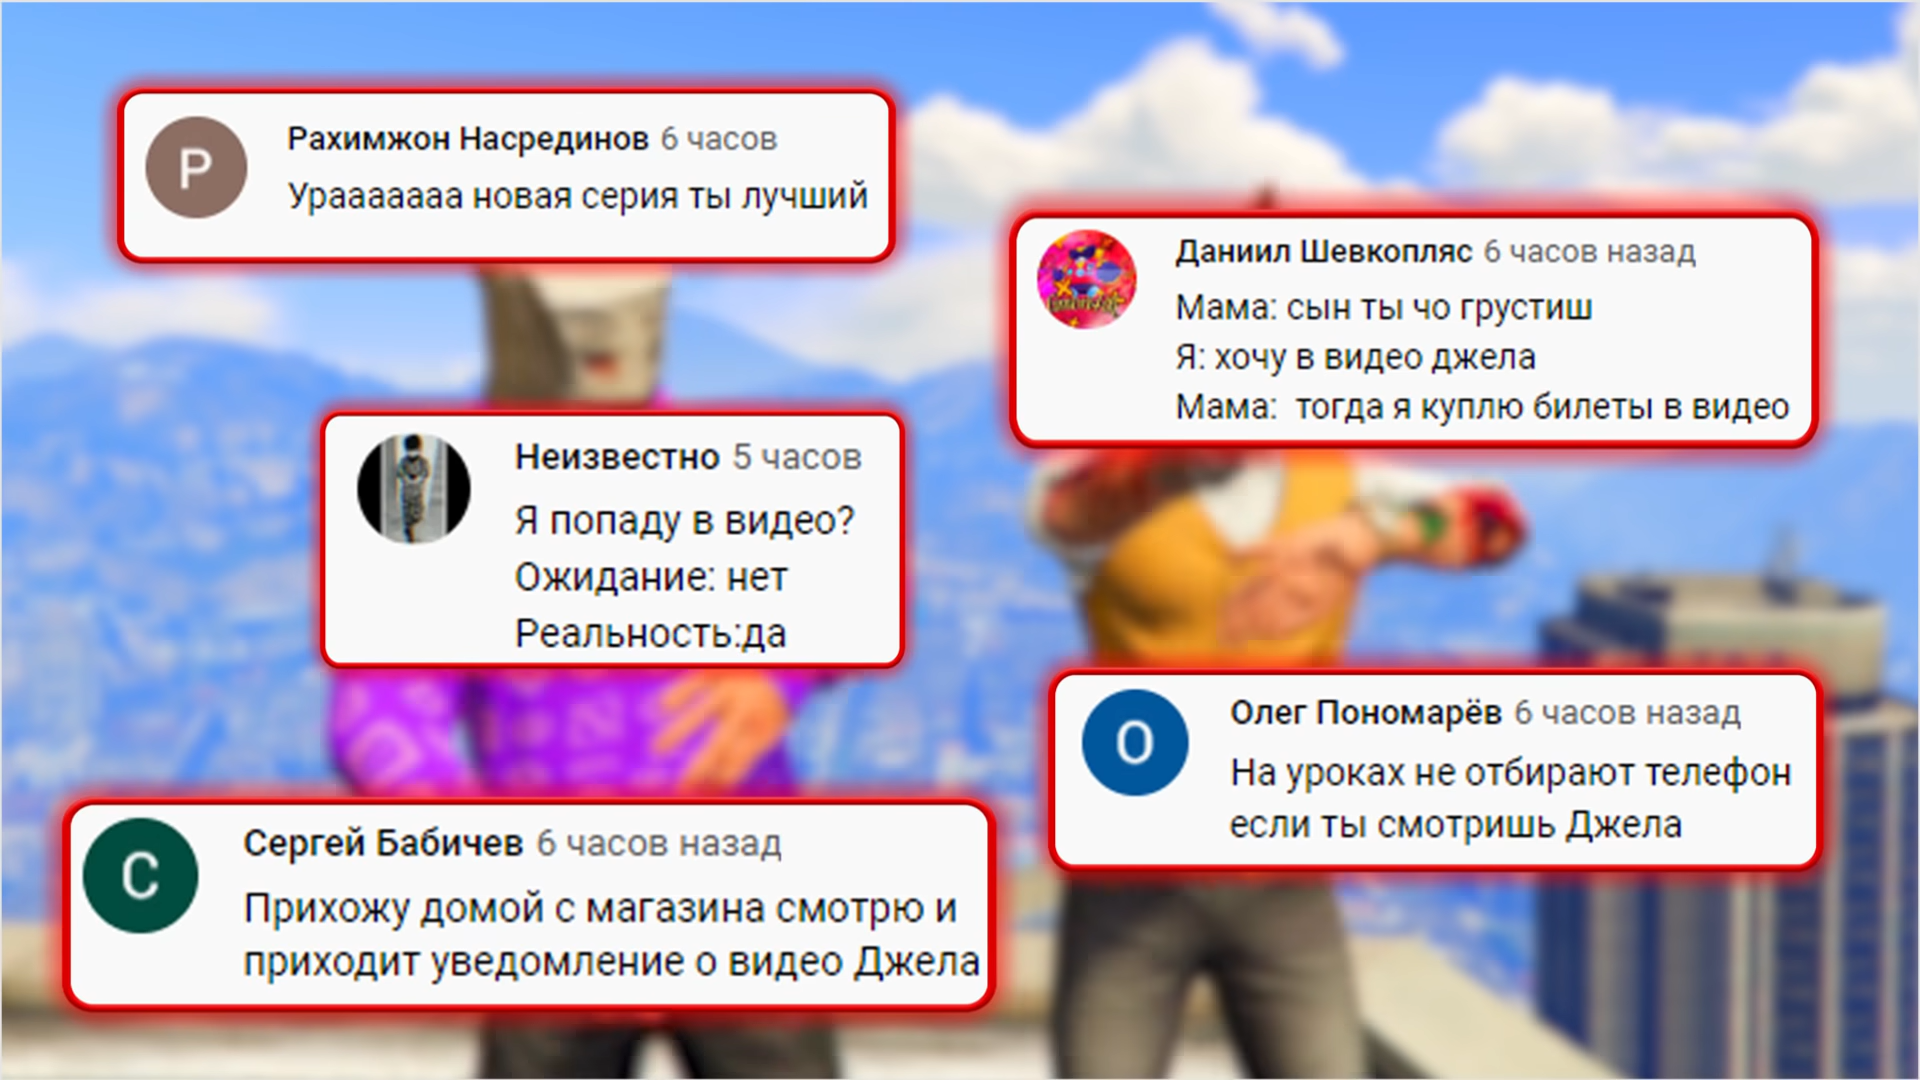 Р
Рахимжон Насрединов 6 часов
Урааааааа новая серия ты лучший
Даниил Шевкопляс 6 часов назад
Мама: сын ты чо грустиш
Я: хочу в видео джела
Мама: тогда я куплю билеты в видео
Неизвестно 5 часов
Я попаду в видео?
Ожидание: нет
Реальность:да
О
Олег Пономарёв 6 часов назад
На уроках не отбирают телефон
если ты смотришь Джела
С
Сергей Бабичев 6 часов назад
Прихожу домой с магазина смотрю и
приходит уведомление о видео Джела